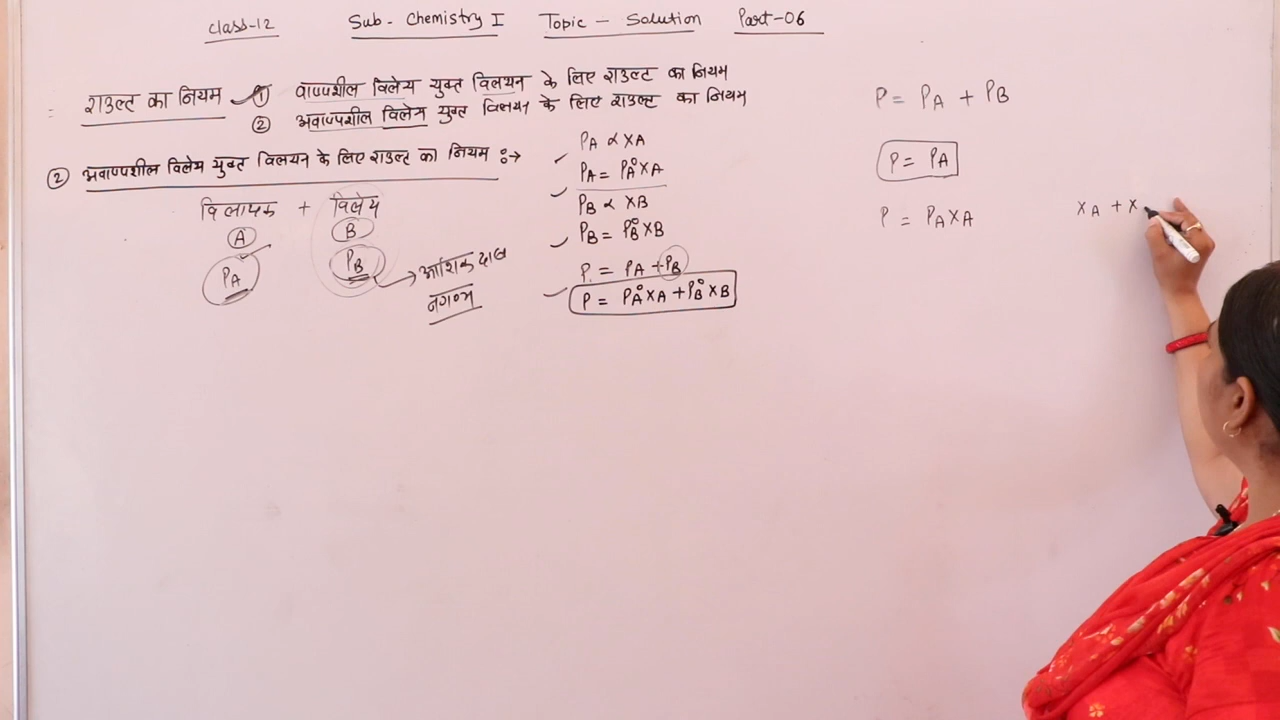 Class-12 Sub- Chemistry I Topic - Solution Part-06
राउल्ट का नियम ① वाष्पशील विलेय युक्त विलयन के लिए राउल्ट का नियम
② अवाष्पशील विलेय युक्त विलयन के लिए राउल्ट का नियम
② अवाष्पशील विलेय युक्त विलयन के लिए राउल्ट का नियम :→
विलायक + विलेय
A B
PA PB → आंशिक दाब
नगण्य
PA ∝ XA
PA = P°A XA
PB ∝ XB
PB = P°B XB
P = PA + PB
P = P°A XA + P°B XB
P = PA + PB
P = PA
P = PA XA
XA + X